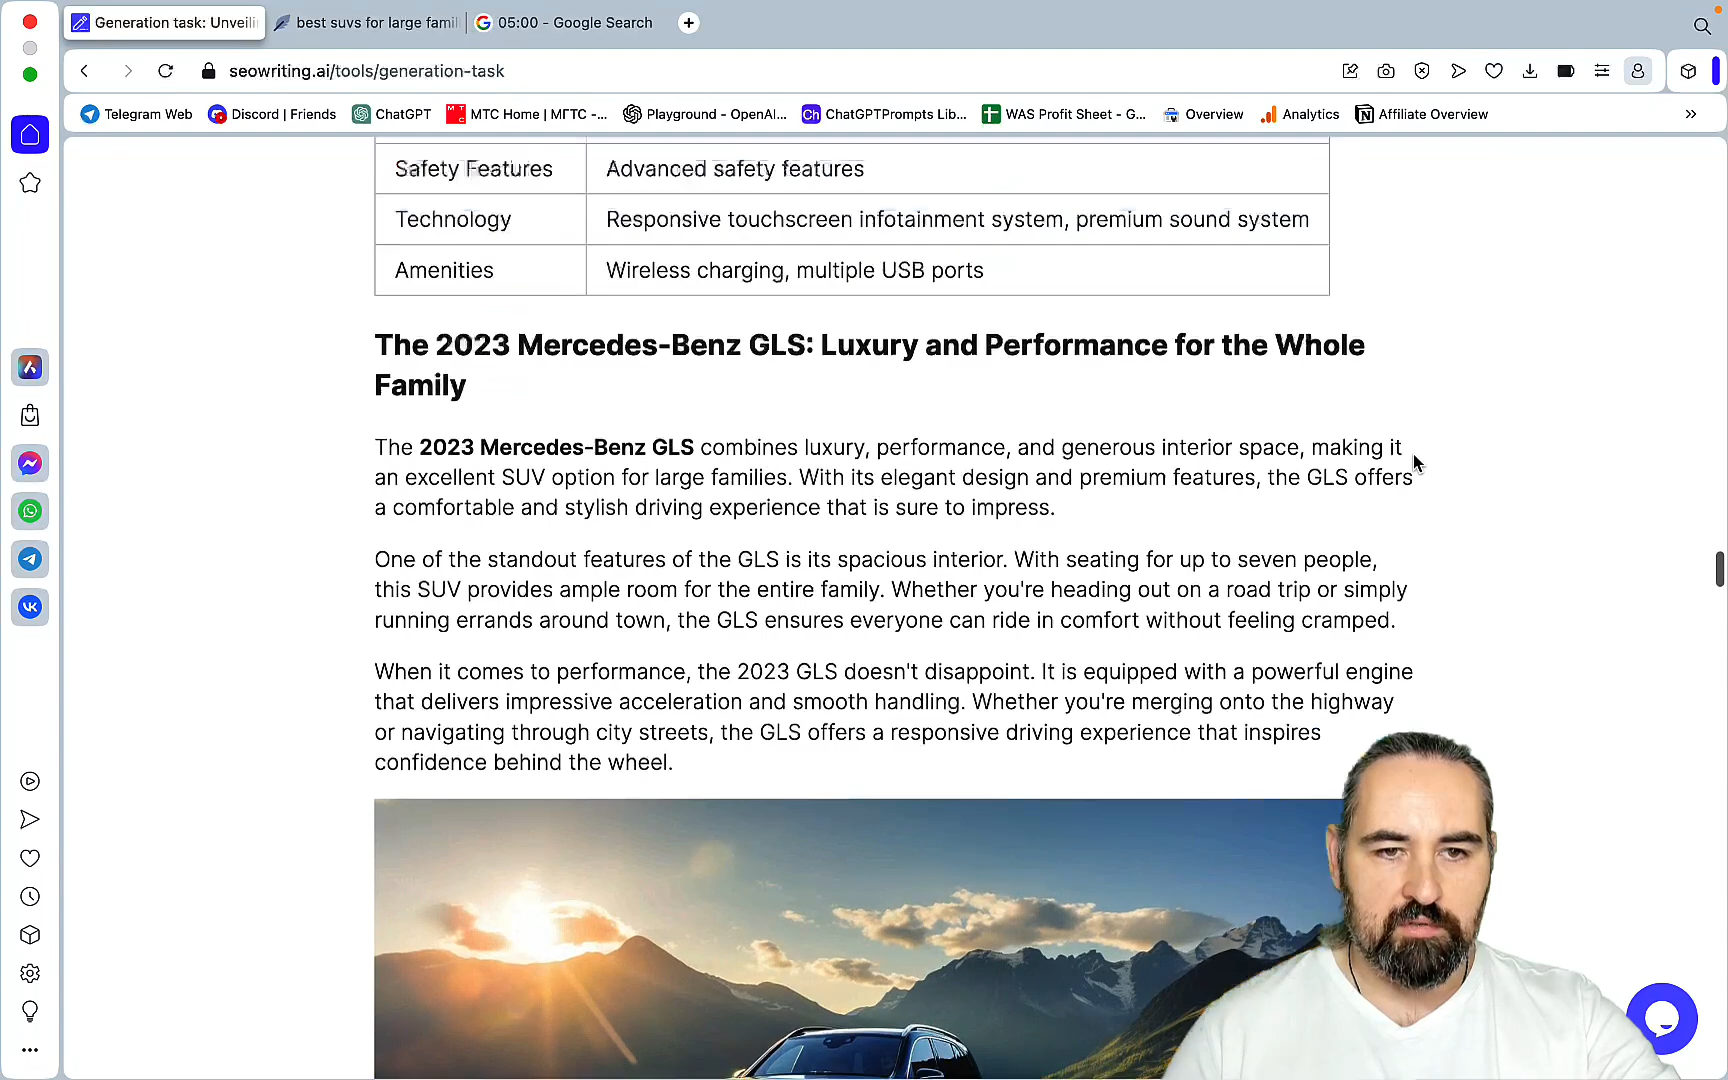 Generation task: Unveili
best suvs for large famil
05:00 - Google Search
seowriting.ai/tools/generation-task
Telegram Web
Discord | Friends
ChatGPT
МТС Home | МГТС -...
Playground - OpenAI...
ChatGPTPrompts Lib...
WAS Profit Sheet - G...
Overview
Analytics
Affiliate Overview
Safety Features Advanced safety features
Technology Responsive touchscreen infotainment system, premium sound system
Amenities Wireless charging, multiple USB ports
The 2023 Mercedes-Benz GLS: Luxury and Performance for the Whole
Family
The 2023 Mercedes-Benz GLS combines luxury, performance, and generous interior space, making it
an excellent SUV option for large families. With its elegant design and premium features, the GLS offers
a comfortable and stylish driving experience that is sure to impress.
One of the standout features of the GLS is its spacious interior. With seating for up to seven people,
this SUV provides ample room for the entire family. Whether you're heading out on a road trip or simply
running errands around town, the GLS ensures everyone can ride in comfort without feeling cramped.
When it comes to performance, the 2023 GLS doesn't disappoint. It is equipped with a powerful engine
that delivers impressive acceleration and smooth handling. Whether you're merging onto the highway
or navigating through city streets, the GLS offers a responsive driving experience that inspires
confidence behind the wheel.